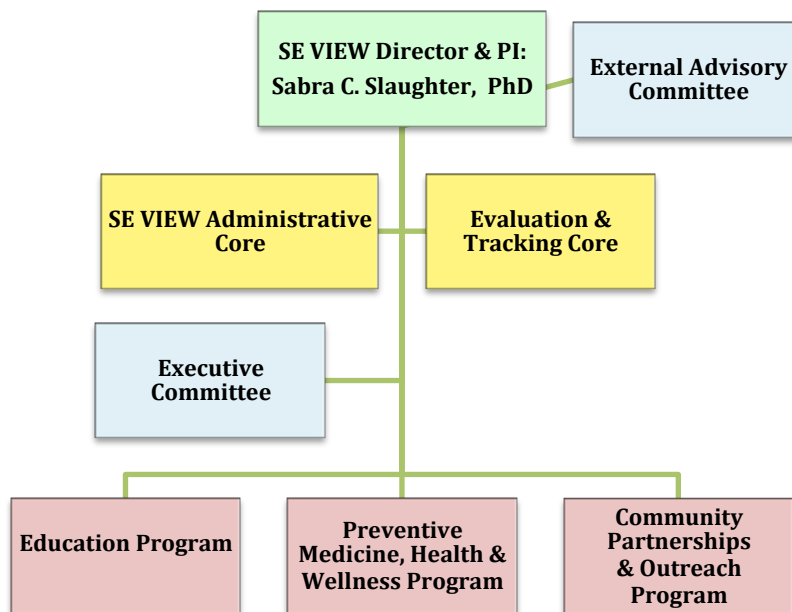 SE VIEW Director & PI:
Sabra C. Slaughter, PhD
External Advisory
Committee
SE VIEW Administrative
Core
Evaluation &
Tracking Core
Executive
Committee
Education Program
Preventive
Medicine, Health &
Wellness Program
Community
Partnerships
& Outreach
Program